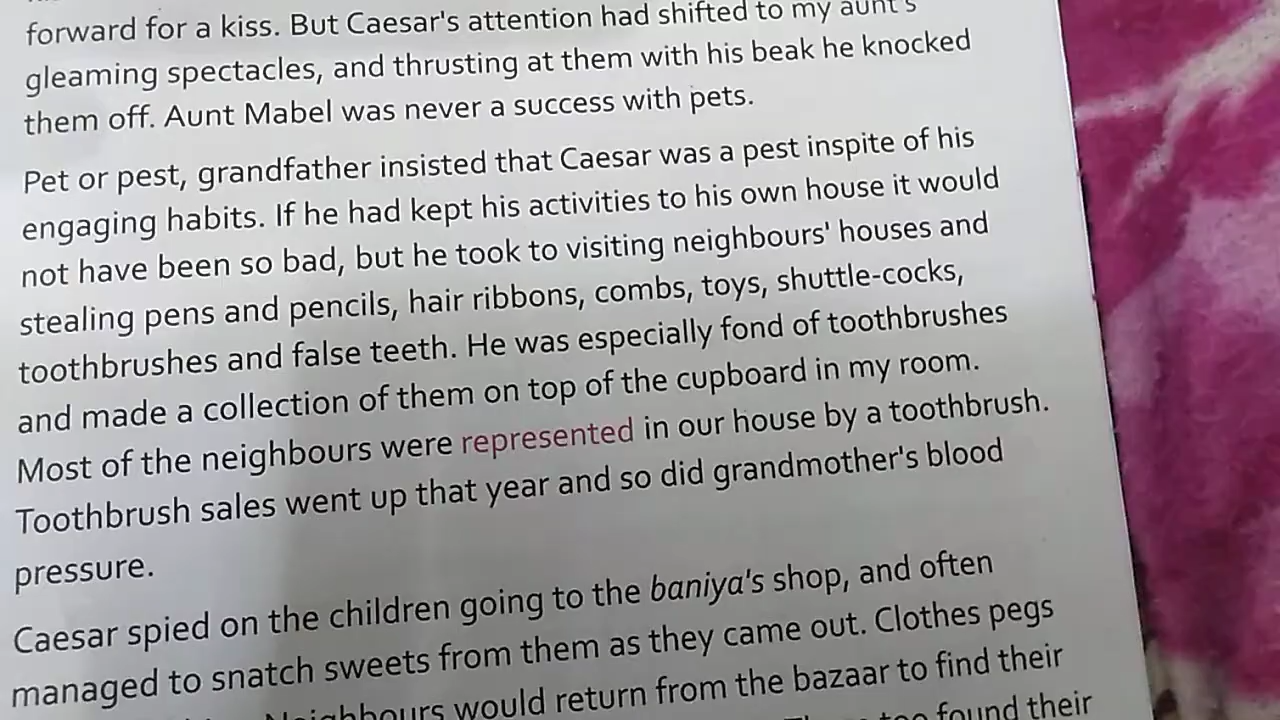 forward for a kiss. But Caesar's attention had shifted to my aunt's
gleaming spectacles, and thrusting at them with his beak he knocked
them off. Aunt Mabel was never a success with pets.
Pet or pest, grandfather insisted that Caesar was a pest inspite of his
engaging habits. If he had kept his activities to his own house it would
not have been so bad, but he took to visiting neighbours' houses and
stealing pens and pencils, hair ribbons, combs, toys, shuttle-cocks,
toothbrushes and false teeth. He was especially fond of toothbrushes
and made a collection of them on top of the cupboard in my room.
Most of the neighbours were represented in our house by a toothbrush.
Toothbrush sales went up that year and so did grandmother's blood
pressure.
Caesar spied on the children going to the baniya's shop, and often
managed to snatch sweets from them as they came out. Clothes pegs
Neighbours would return from the bazaar to find their
too found their